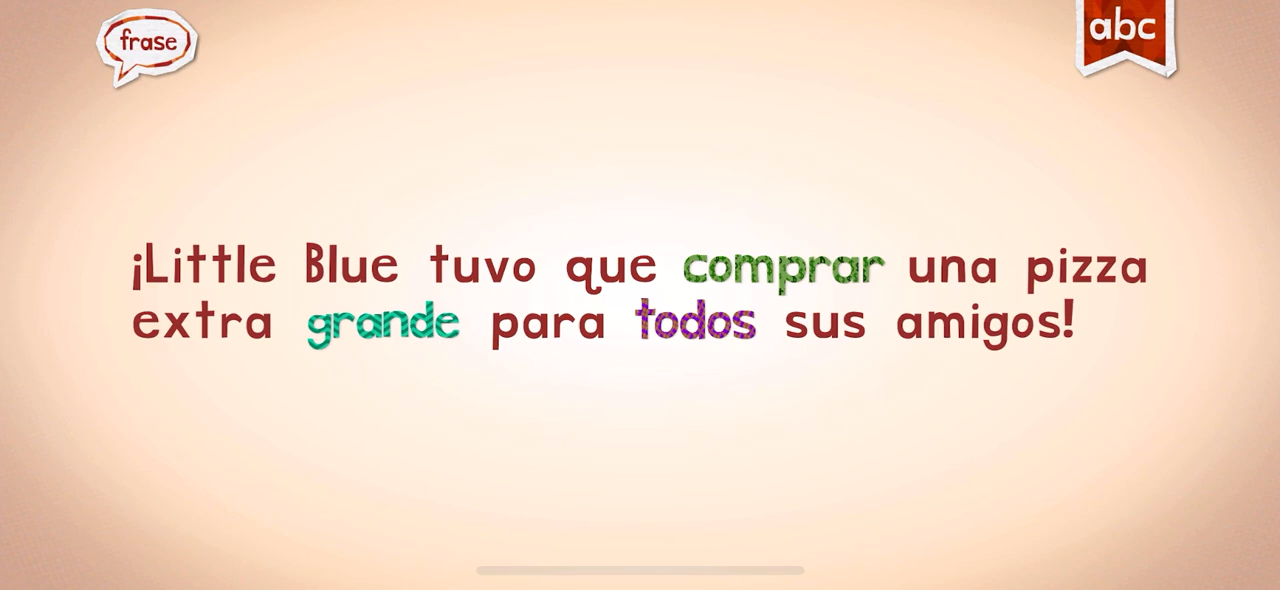 frase
abc
¡Little Blue tuvo que comprar una pizza
extra grande para todos sus amigos!